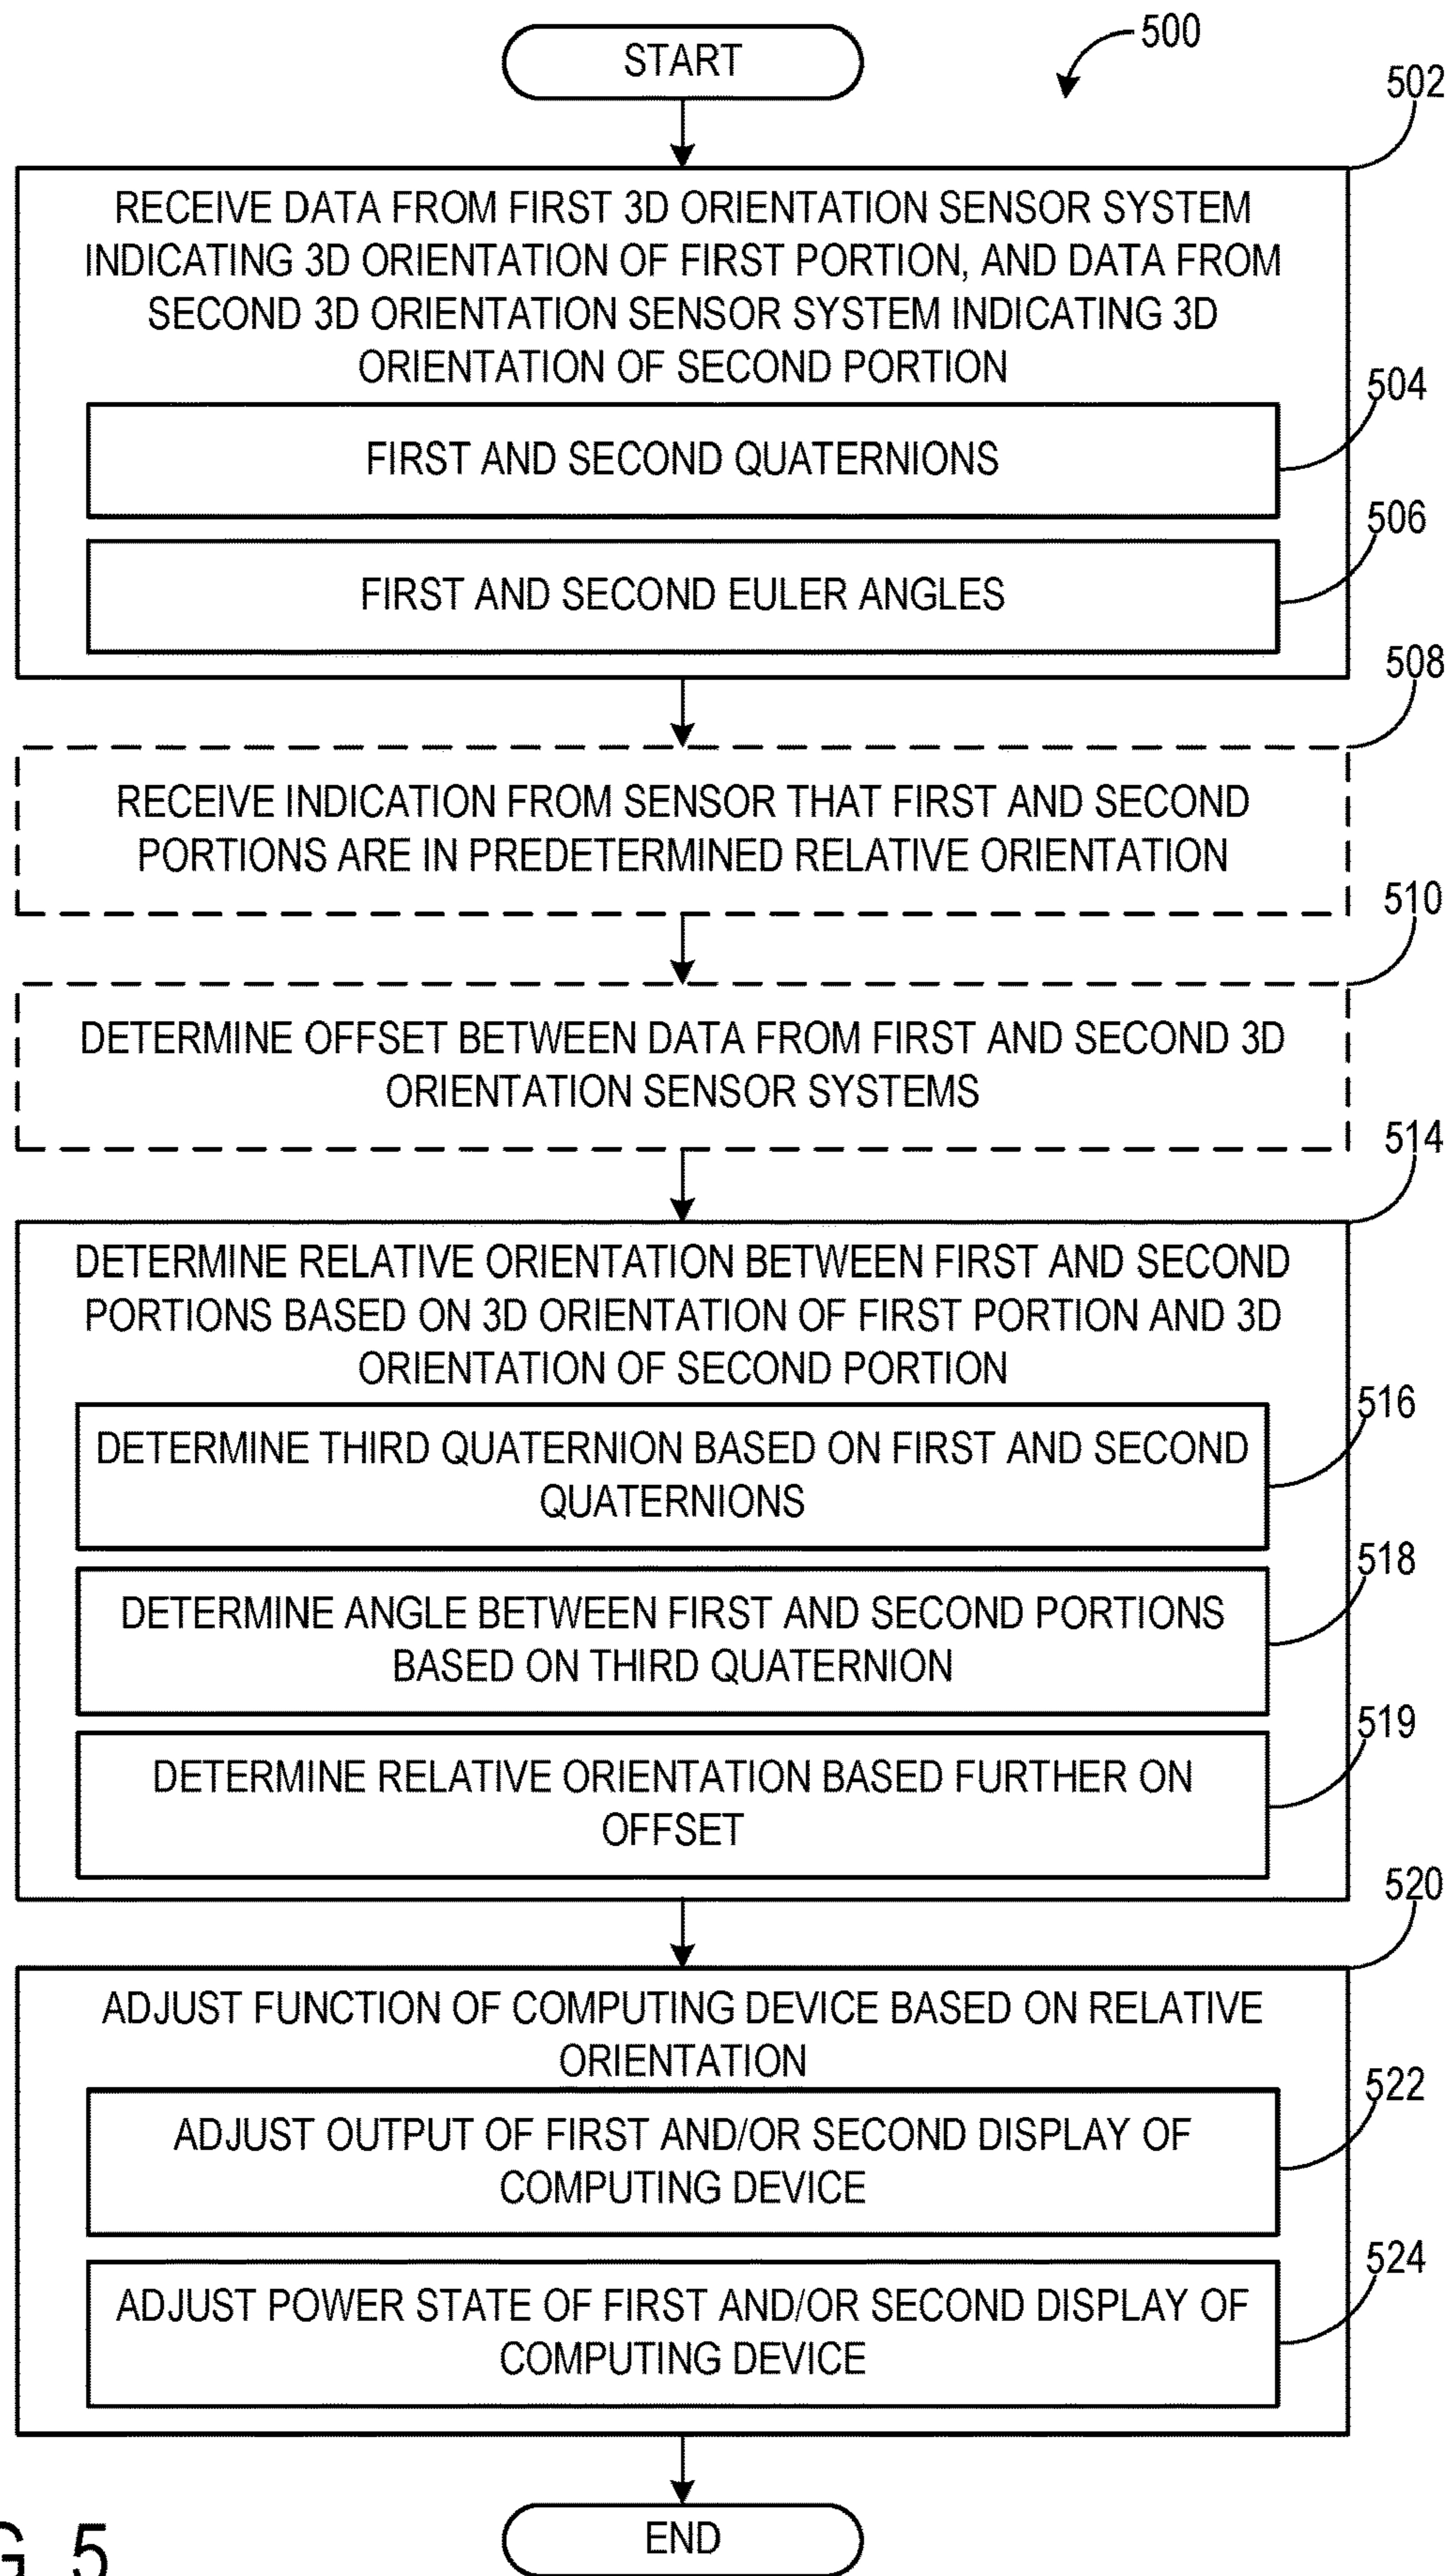 START
500
502
RECEIVE DATA FROM FIRST 3D ORIENTATION SENSOR SYSTEM
INDICATING 3D ORIENTATION OF FIRST PORTION, AND DATA FROM
SECOND 3D ORIENTATION SENSOR SYSTEM INDICATING 3D
ORIENTATION OF SECOND PORTION
504
FIRST AND SECOND QUATERNIONS
506
FIRST AND SECOND EULER ANGLES
508
RECEIVE INDICATION FROM SENSOR THAT FIRST AND SECOND
PORTIONS ARE IN PREDETERMINED RELATIVE ORIENTATION
510
DETERMINE OFFSET BETWEEN DATA FROM FIRST AND SECOND 3D
ORIENTATION SENSOR SYSTEMS
514
DETERMINE RELATIVE ORIENTATION BETWEEN FIRST AND SECOND
PORTIONS BASED ON 3D ORIENTATION OF FIRST PORTION AND 3D
ORIENTATION OF SECOND PORTION
516
DETERMINE THIRD QUATERNION BASED ON FIRST AND SECOND
QUATERNIONS
518
DETERMINE ANGLE BETWEEN FIRST AND SECOND PORTIONS
BASED ON THIRD QUATERNION
519
DETERMINE RELATIVE ORIENTATION BASED FURTHER ON
OFFSET
520
ADJUST FUNCTION OF COMPUTING DEVICE BASED ON RELATIVE
ORIENTATION
522
ADJUST OUTPUT OF FIRST AND/OR SECOND DISPLAY OF
COMPUTING DEVICE
524
ADJUST POWER STATE OF FIRST AND/OR SECOND DISPLAY OF
COMPUTING DEVICE
END
5